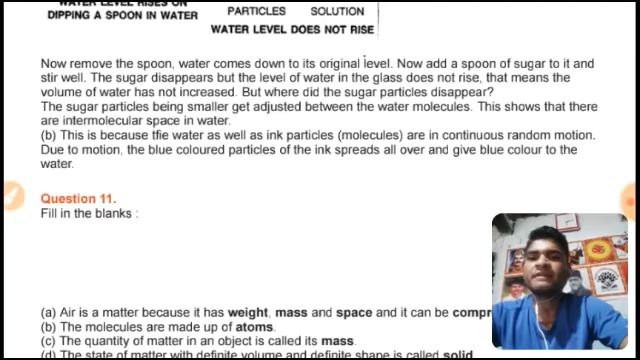 WATER LEVEL RISES ON
DIPPING A SPOON IN WATER
PARTICLES SOLUTION
WATER LEVEL DOES NOT RISE
Now remove the spoon, water comes down to its original level. Now add a spoon of sugar to it and
stir well. The sugar disappears but the level of water in the glass does not rise, that means the
volume of water has not increased. But where did the sugar particles disappear?
The sugar particles being smaller get adjusted between the water molecules. This shows that there
are intermolecular space in water.
(b) This is because tfie water as well as ink particles (molecules) are in continuous random motion.
Due to motion, the blue coloured particles of the ink spreads all over and give blue colour to the
water.
Question 11.
Fill in the blanks :
(a) Air is a matter because it has weight, mass and space and it can be compr
(b) The molecules are made up of atoms.
(c) The quantity of matter in an object is called its mass.
(d) The state of matter with definite volume and definite shape is called solid.